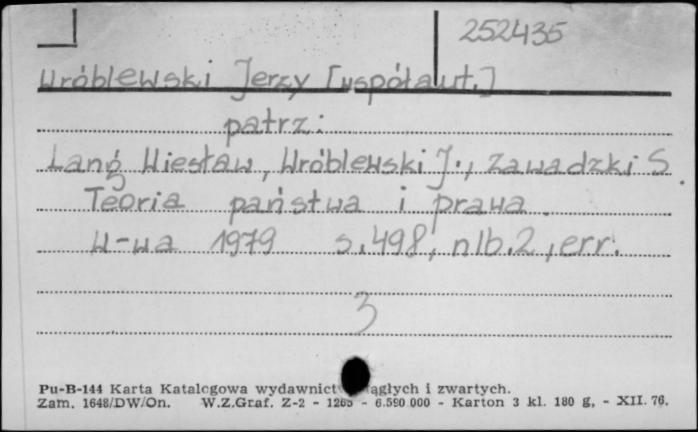 252435
Wróblewski Jerzy [współaut.]
patrz:
Lang Wiesław, Wróblewski J., Zawadzki S.
Teoria państwa i prawa.
W-wa 1979 s. 498, nlb. 2, err.
3
Pu-B-144 Karta Katalogowa wydawnict ągłych i zwartych.
Zam. 1648/DW/On. W.Z.Graf. Z-2 - 1265 - 6.590 000 - Karton 3 kl. 180 g, - XII. 76.